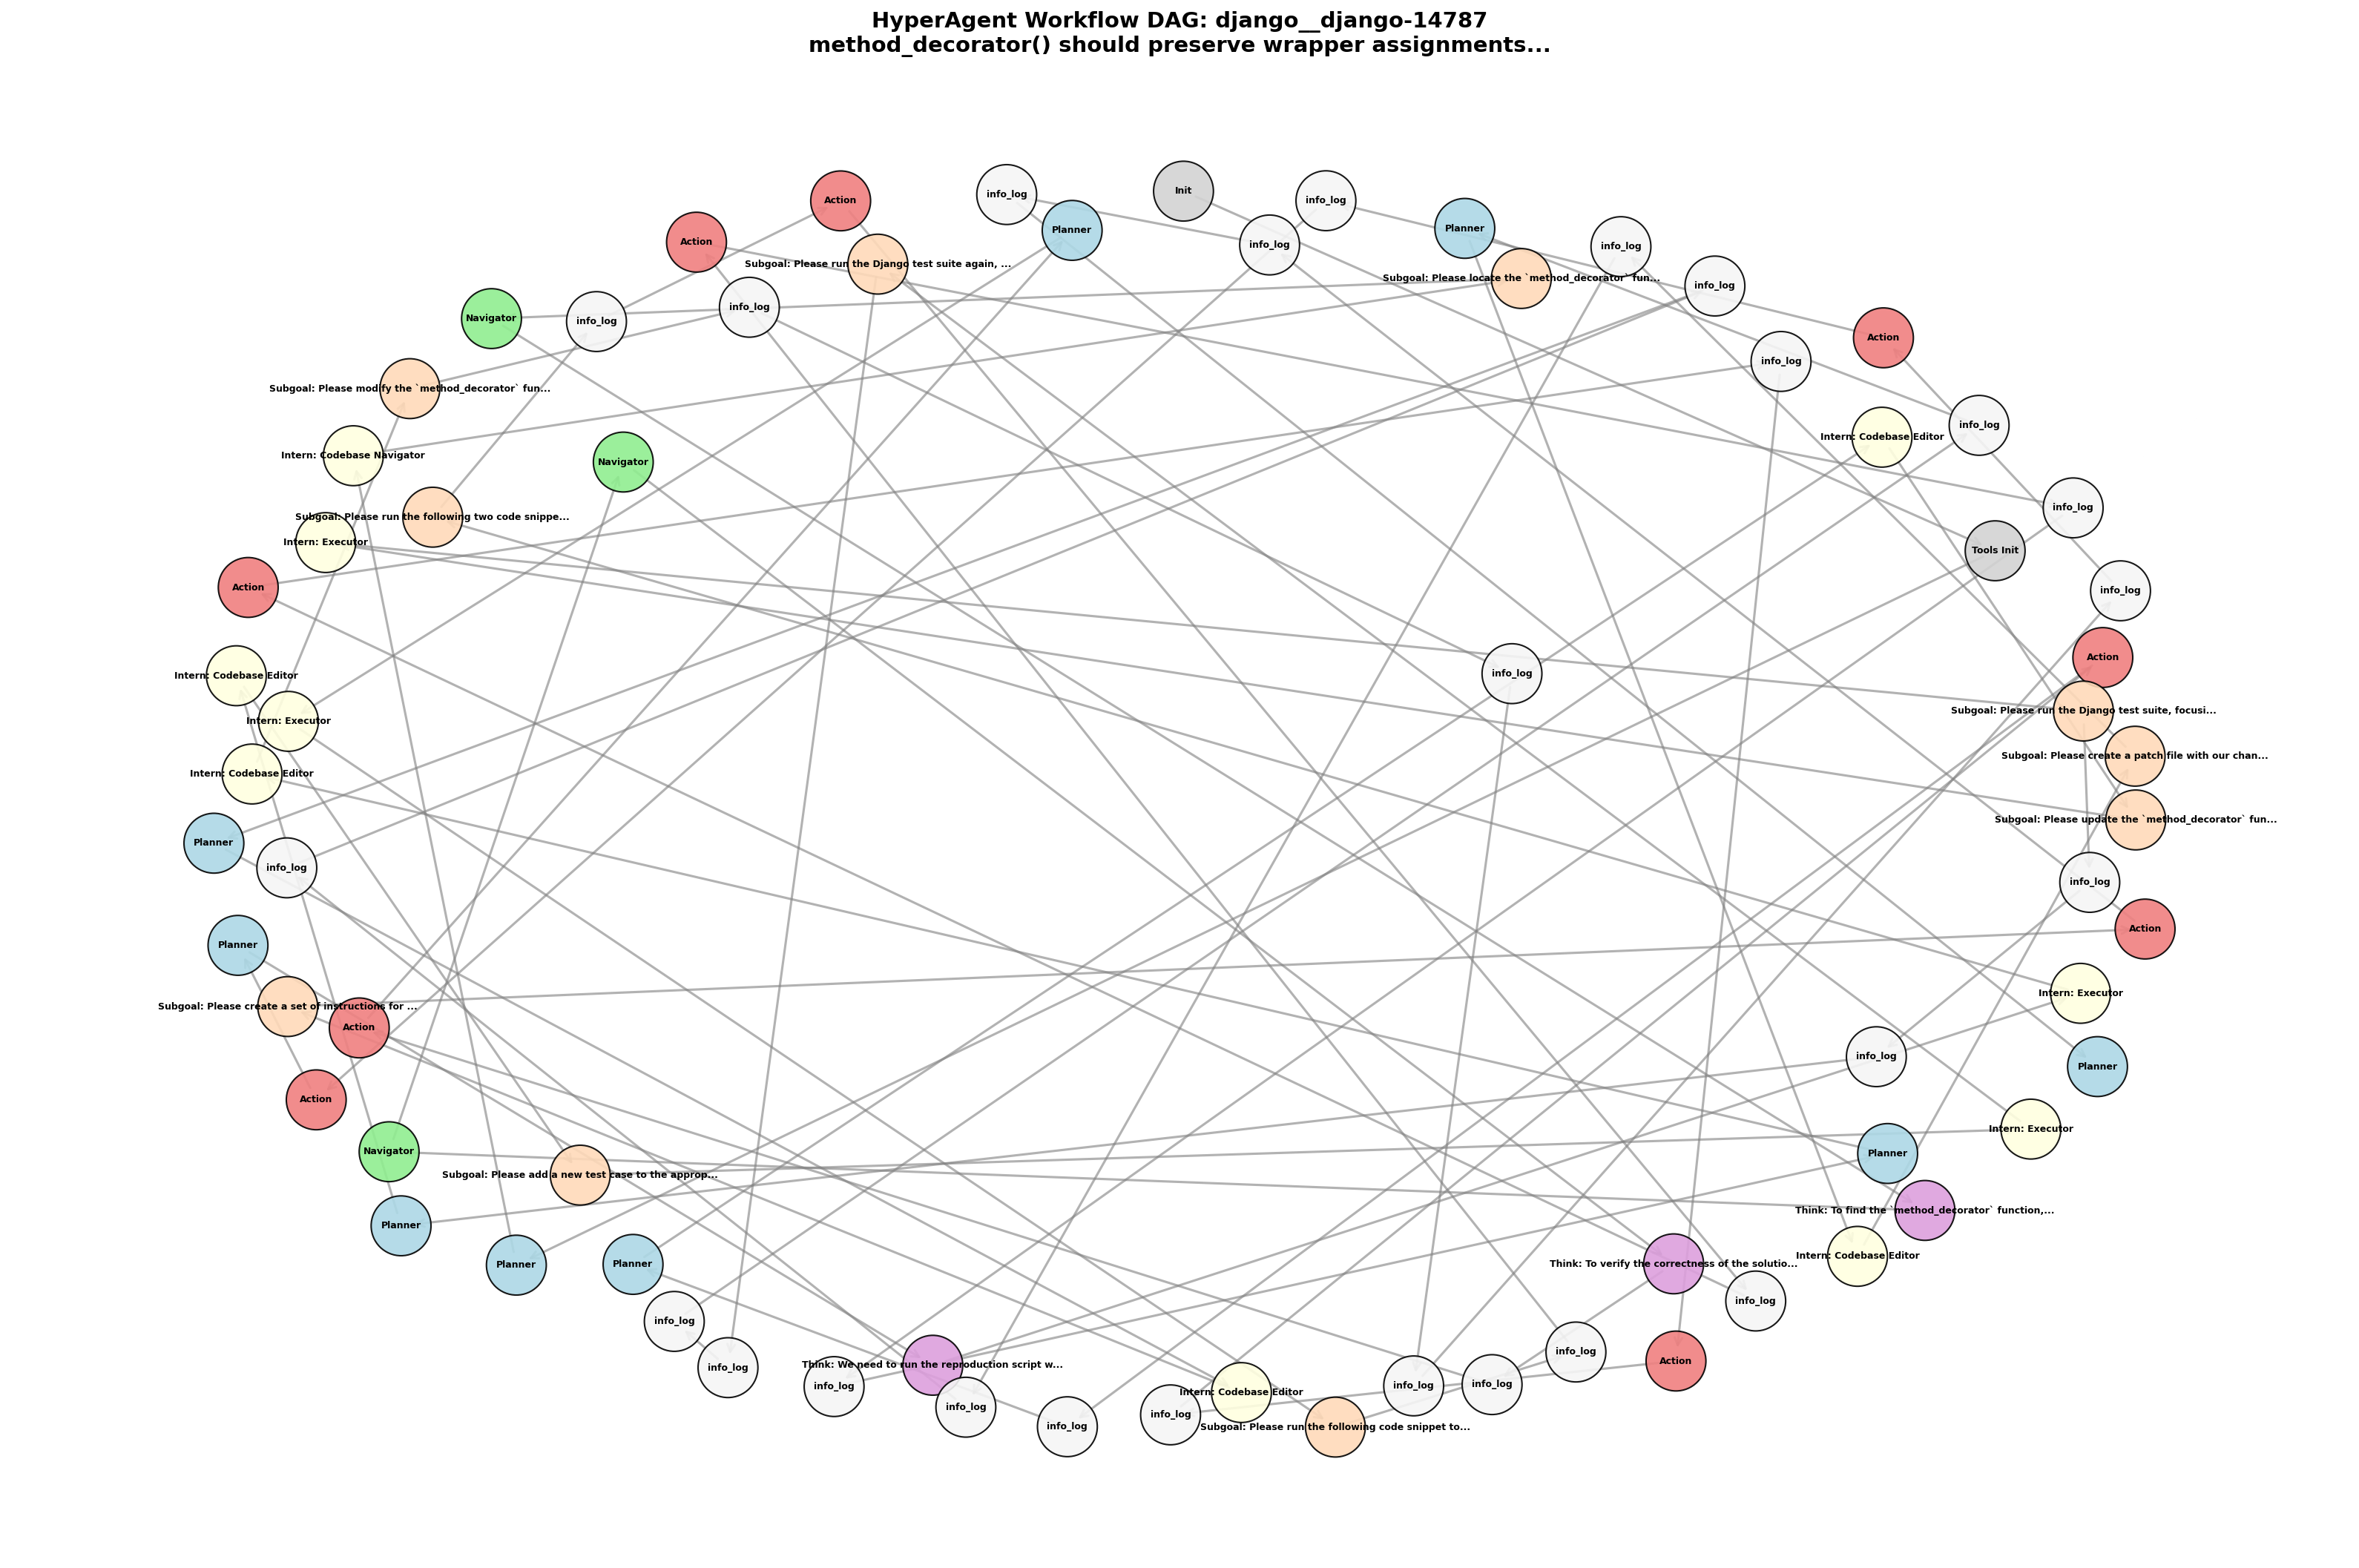 HyperAgent Workflow DAG: django__django-14787
method_decorator() should preserve wrapper assignments...
Init
info_log
Action
info_log
Planner
Planner
Action
info_log
info_log
Subgoal: Please run the Django test suite again, ...
Subgoal: Please locate the `method_decorator` fun...
info_log
info_log
Navigator
info_log
Action
info_log
Subgoal: Please modify the `method_decorator` fun...
info_log
Intern: Codebase Editor
Intern: Codebase Navigator
Navigator
info_log
Subgoal: Please run the following two code snippe...
Intern: Executor
Tools Init
Action
info_log
Action
info_log
Intern: Codebase Editor
Subgoal: Please run the Django test suite, focusi...
Intern: Executor
Subgoal: Please create a patch file with our chan...
Intern: Codebase Editor
Subgoal: Please update the `method_decorator` fun...
Planner
info_log
info_log
Action
Planner
Intern: Executor
Subgoal: Please create a set of instructions for ...
Action
info_log
Planner
Action
Intern: Executor
Navigator
Planner
Subgoal: Please add a new test case to the approp...
Think: To find the `method_decorator` function,...
Planner
Intern: Codebase Editor
Planner
Planner
Think: To verify the correctness of the solutio...
info_log
info_log
info_log
Action
Think: We need to run the reproduction script w...
info_log
info_log
info_log
info_log
Intern: Codebase Editor
info_log
info_log
info_log
Subgoal: Please run the following code snippet to...